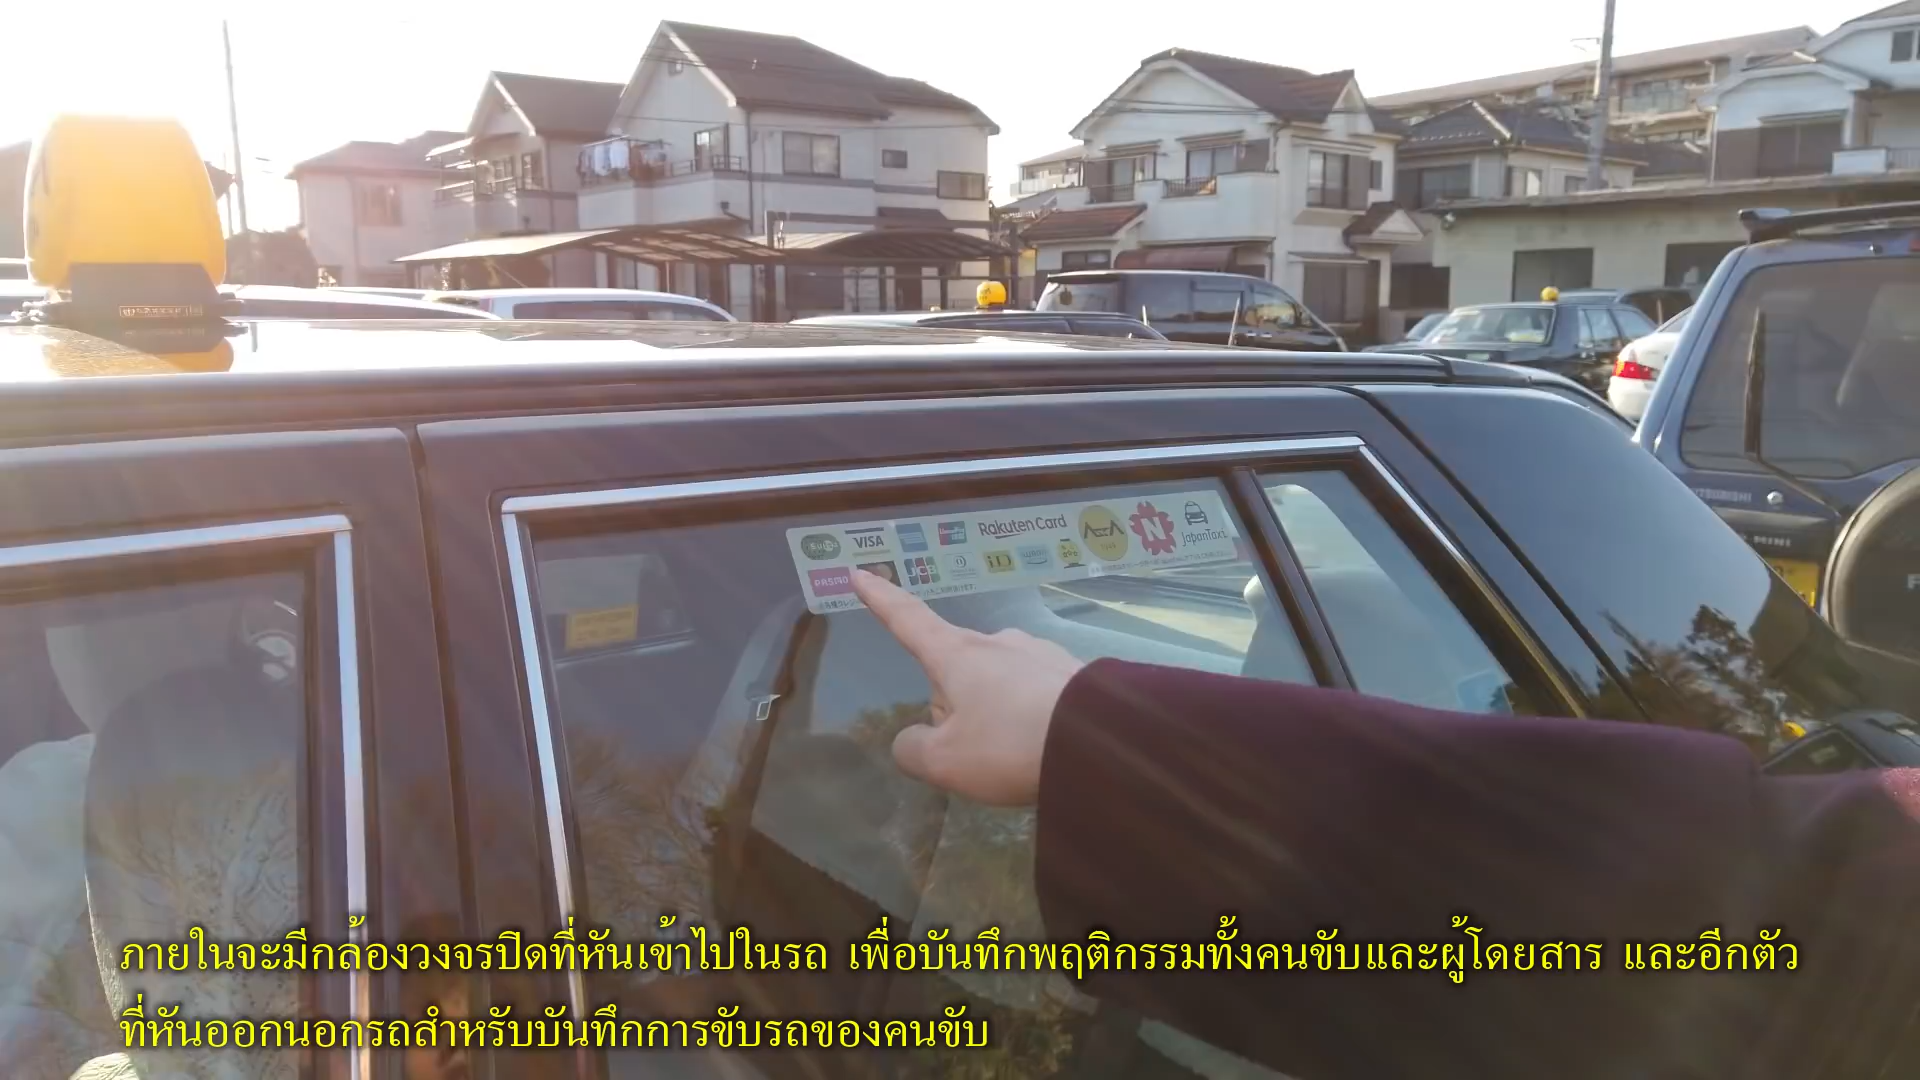 VISA
Rakuten Card
N
JapanTaxi
PASMO
JCB
iD
MINI
ภายในจะมีกล้องวงจรปิดที่หันเข้าไปในรถ เพื่อบันทึกพฤติกรรมทั้งคนขับและผู้โดยสาร และอีกตัว
ที่หันออกนอกรถสำหรับบันทึกการขับรถของคนขับ